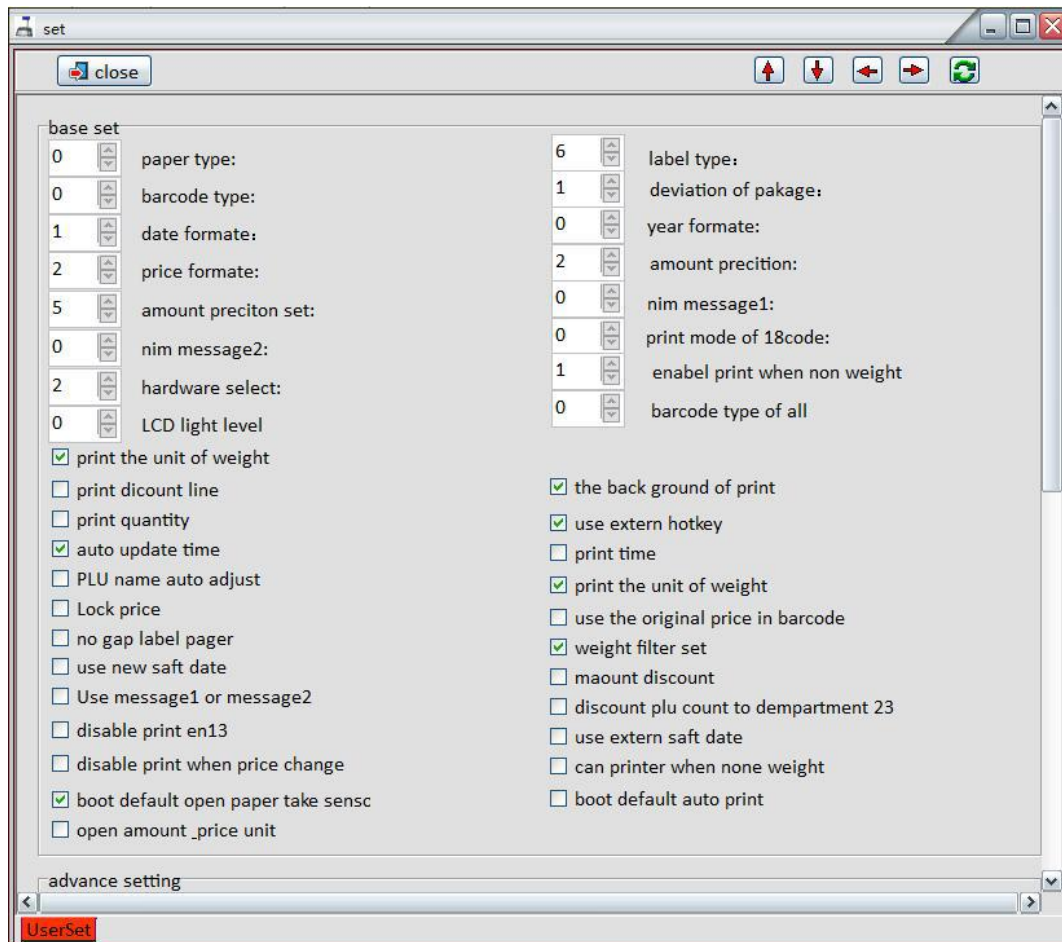 set
close
base set
0 paper type:
0 barcode type:
1 date formate:
2 price formate:
5 amount preciton set:
0 nim message2:
2 hardware select:
0 LCD light level
6 label type:
1 deviation of pakage:
0 year formate:
2 amount precition:
0 nim message1:
0 print mode of 18code:
1 enabel print when non weight
0 barcode type of all
print the unit of weight
print dicount line
print quantity
auto update time
PLU name auto adjust
Lock price
no gap label pager
use new saft date
Use message1 or message2
disable print en13
disable print when price change
boot default open paper take sensc
open amount _price unit
the back ground of print
use extern hotkey
print time
print the unit of weight
use the original price in barcode
weight filter set
maount discount
discount plu count to dempartment 23
use extern saft date
can printer when none weight
boot default auto print
advance setting
UserSet